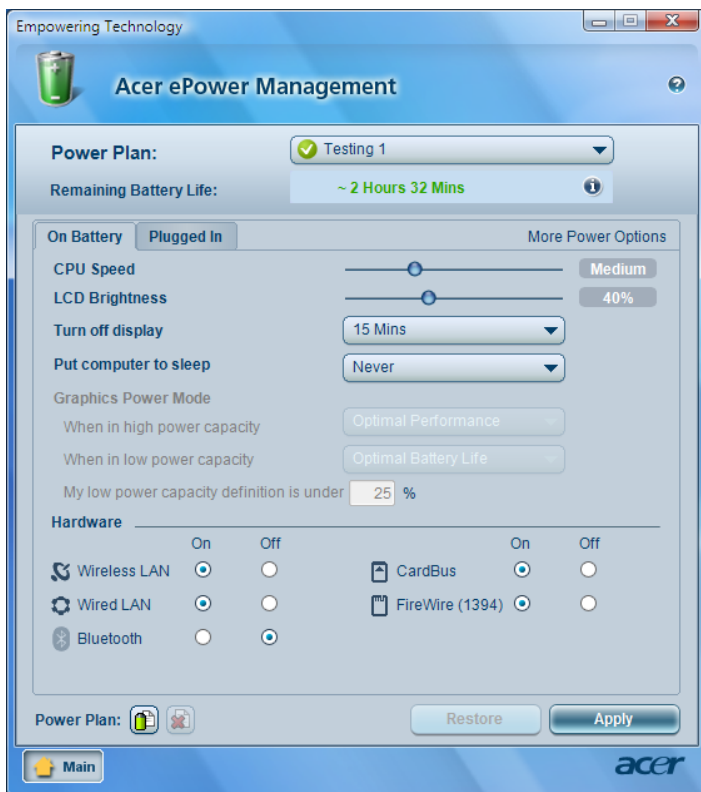 Empowering Technology
Acer ePower Management
Power Plan: Testing 1
Remaining Battery Life: ~ 2 Hours 32 Mins
On Battery Plugged In More Power Options
CPU Speed Medium
LCD Brightness 40%
Turn off display 15 Mins
Put computer to sleep Never
Graphics Power Mode
When in high power capacity Optimal Performance
When in low power capacity Optimal Battery Life
My low power capacity definition is under 25 %
Hardware
On Off On Off
Wireless LAN CardBus
Wired LAN FireWire (1394)
Bluetooth
Power Plan: Restore Apply
Main acer